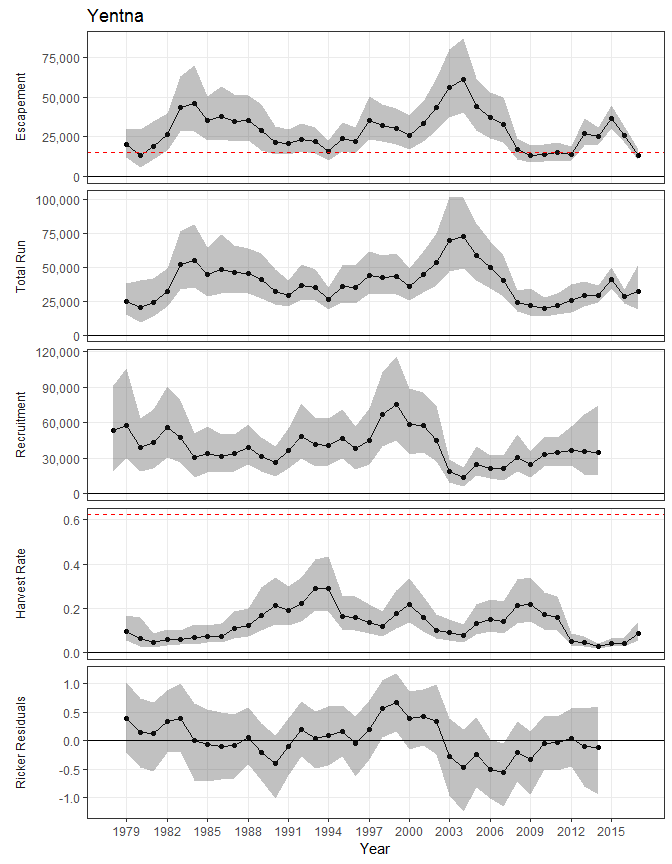 Yentna
Escapement
75,000
50,000
25,000
0
Total Run
100,000
75,000
50,000
25,000
0
Recruitment
120,000
90,000
60,000
30,000
0
Harvest Rate
0.6
0.4
0.2
0.0
Ricker Residuals
1.0
0.5
0.0
-0.5
-1.0
1979 1982 1985 1988 1991 1994 1997 2000 2003 2006 2009 2012 2015
Year